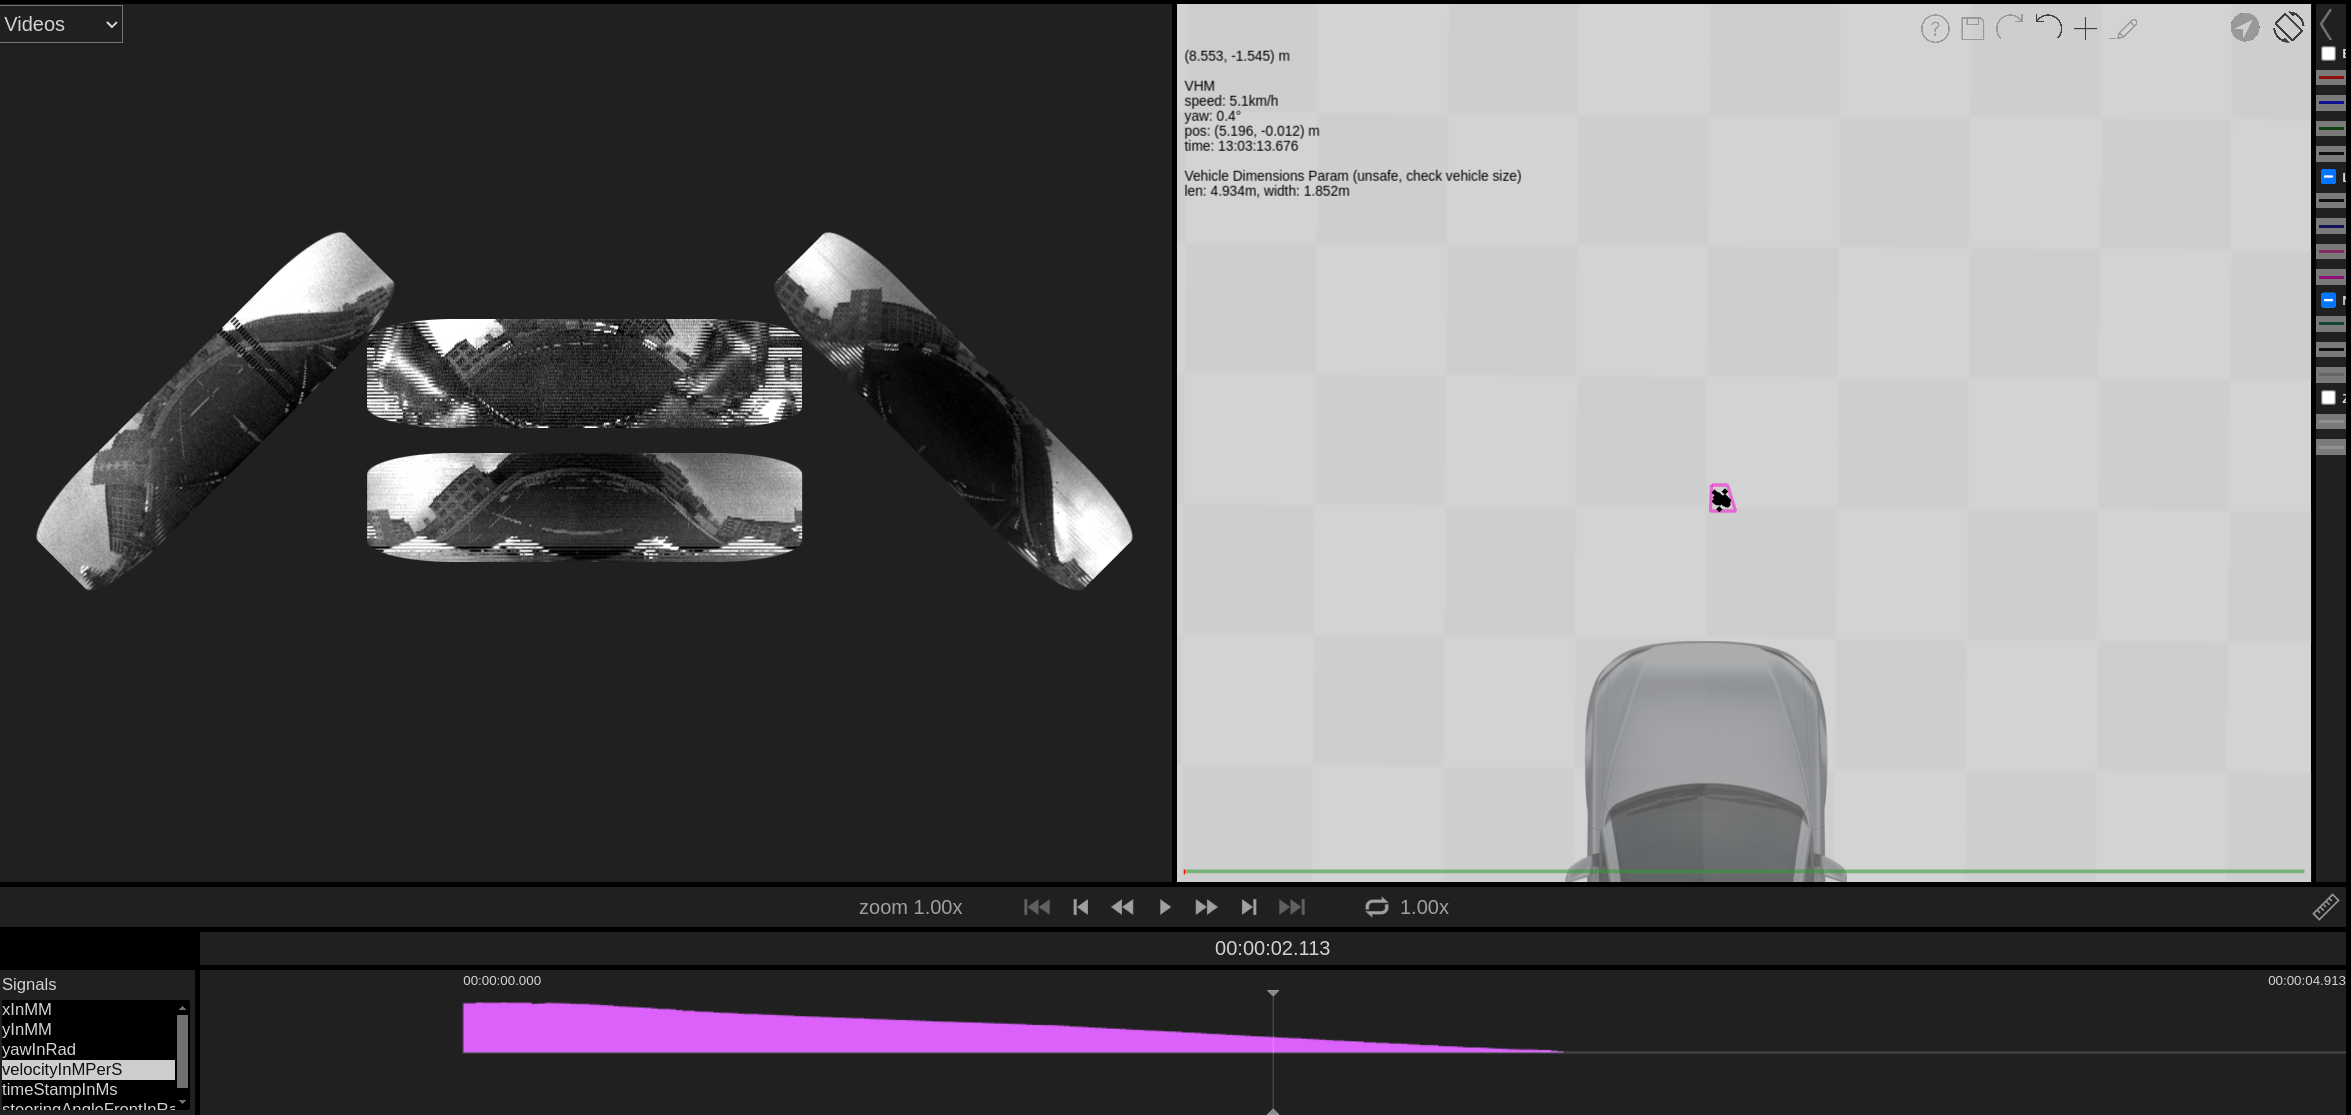 Videos
(8.553, -1.545) m
VHM
speed: 5.1km/h
yaw: 0.4°
pos: (5.196, -0.012) m
time: 13:03:13.676
Vehicle Dimensions Param (unsafe, check vehicle size)
len: 4.934m, width: 1.852m
zoom 1.00x
1.00x
00:00:02.113
Signals
00:00:00.000
00:00:04.913
xInMM
yInMM
yawInRad
velocityInMPerS
timeStampInMs
steeringAngleFrontInRa